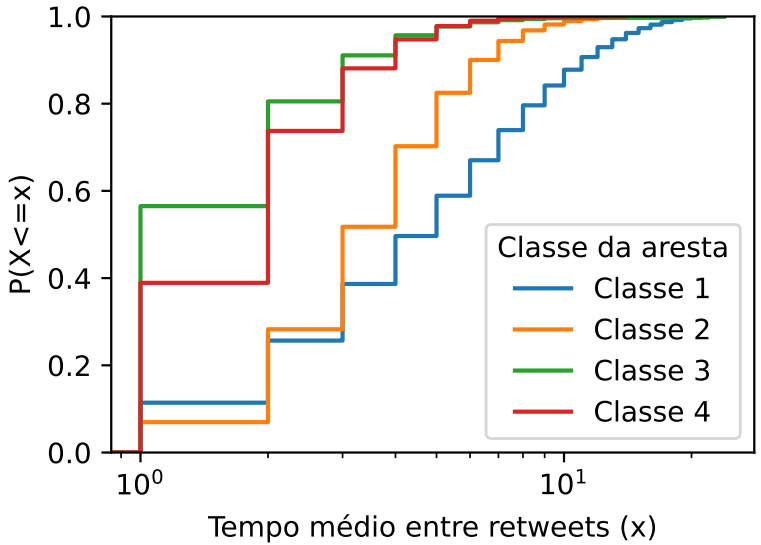 1.0
0.8
0.6
0.4
0.2
0.0
P(X<=x)
Classe da aresta
Classe 1
Classe 2
Classe 3
Classe 4
10⁰
10¹
Tempo médio entre retweets (x)